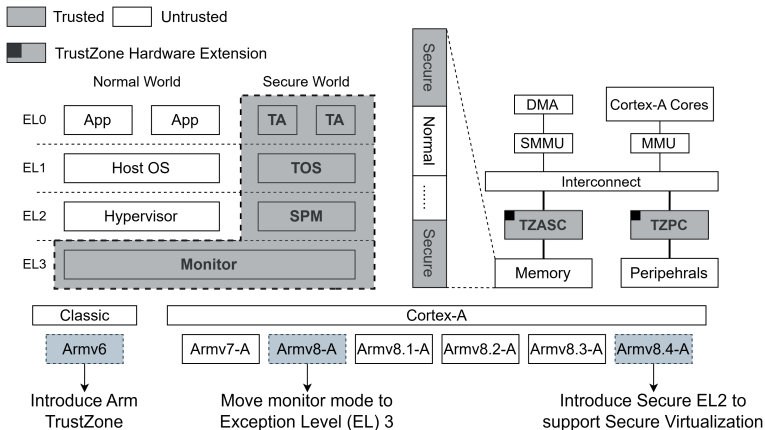 Trusted
Untrusted
TrustZone Hardware Extension
Normal World
Secure World
EL0
App
App
TA
TA
EL1
Host OS
TOS
EL2
Hypervisor
SPM
EL3
Monitor
Secure
Normal
......
Secure
DMA
Cortex-A Cores
SMMU
MMU
Interconnect
TZASC
TZPC
Memory
Peripehrals
Classic
Cortex-A
Armv6
Armv7-A
Armv8-A
Armv8.1-A
Armv8.2-A
Armv8.3-A
Armv8.4-A
Introduce Arm
TrustZone
Move monitor mode to
Exception Level (EL) 3
Introduce Secure EL2 to
support Secure Virtualization